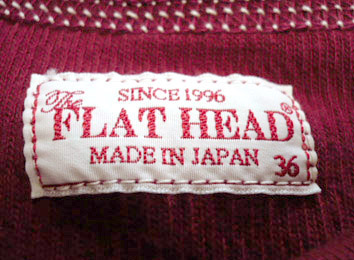 SINCE 1996
The FLAT HEAD®
MADE IN JAPAN 36